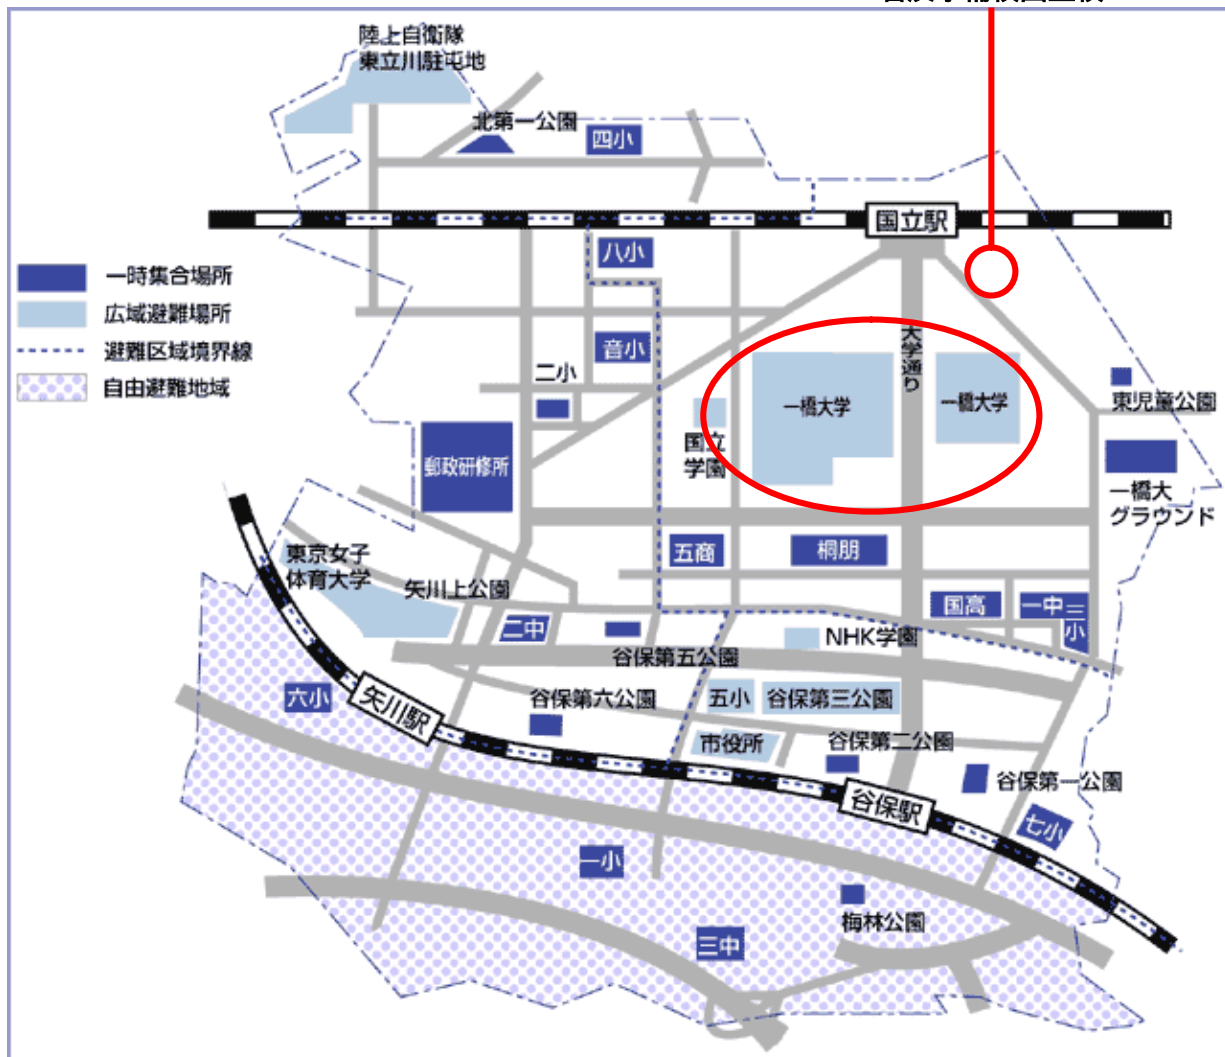 陸上自衛隊
東立川駐屯地
北第一公園
四小
国立駅
八小
一時集合場所
広域避難場所
避難区域境界線
自由避難地域
音小
大学通り
二小
一橋大学
一橋大学
東児童公園
国立
学園
郵政研修所
一橋大
グラウンド
五商
桐朋
東京女子
体育大学
矢川上公園
国高
一中
三
小
二中
NHK学園
谷保第五公園
六小
矢川駅
谷保第六公園
五小
谷保第三公園
市役所
谷保第二公園
谷保第一公園
谷保駅
七小
一小
梅林公園
三中